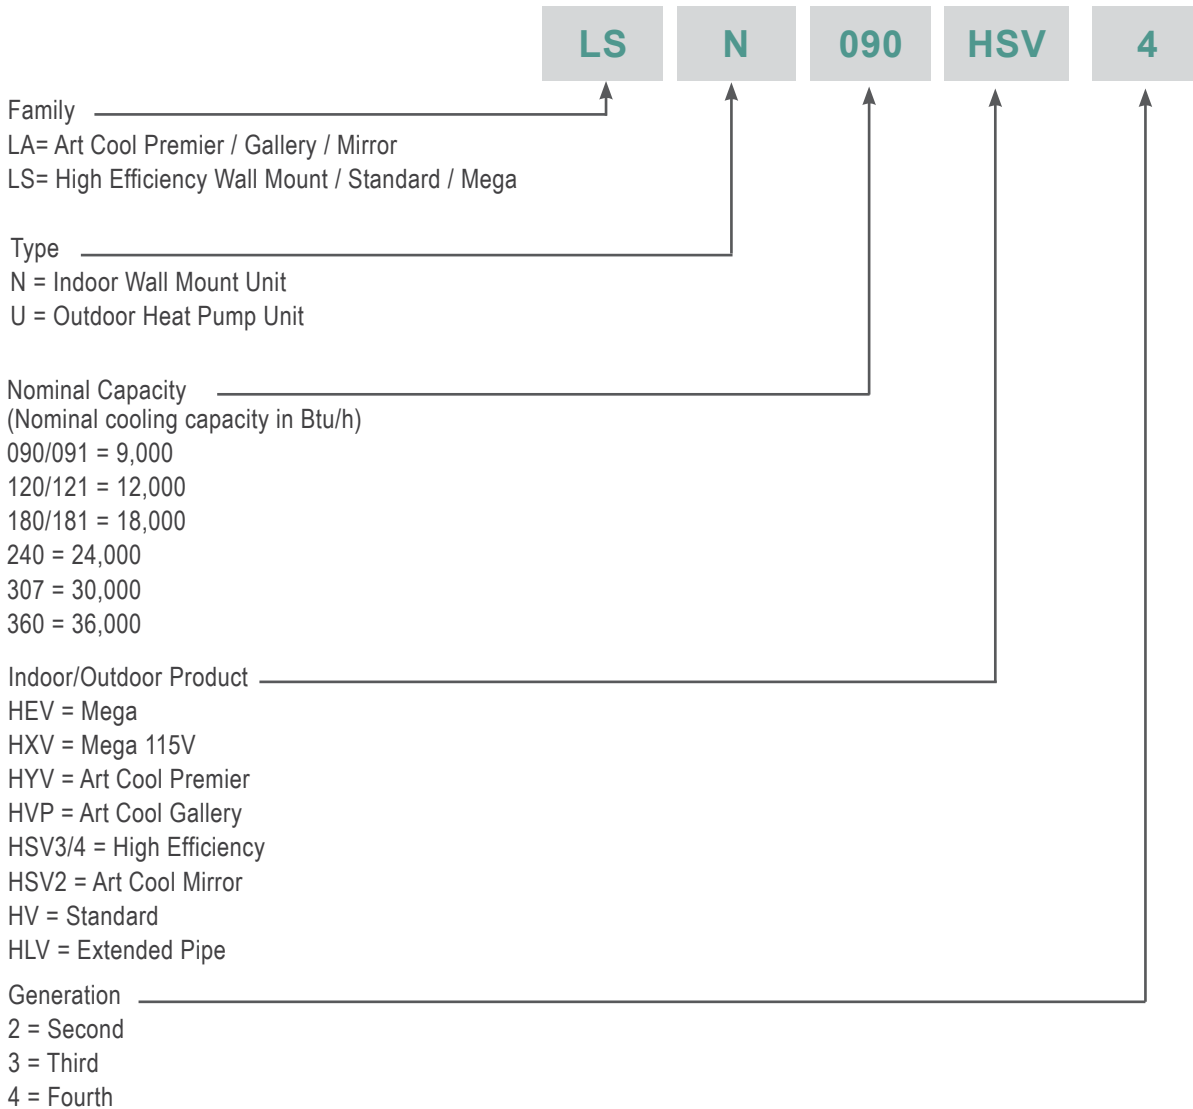 LS N 090 HSV 4
Family
LA= Art Cool Premier / Gallery / Mirror
LS= High Efficiency Wall Mount / Standard / Mega
Type
N = Indoor Wall Mount Unit
U = Outdoor Heat Pump Unit
Nominal Capacity
(Nominal cooling capacity in Btu/h)
090/091 = 9,000
120/121 = 12,000
180/181 = 18,000
240 = 24,000
307 = 30,000
360 = 36,000
Indoor/Outdoor Product
HEV = Mega
HXV = Mega 115V
HYV = Art Cool Premier
HVP = Art Cool Gallery
HSV3/4 = High Efficiency
HSV2 = Art Cool Mirror
HV = Standard
HLV = Extended Pipe
Generation
2 = Second
3 = Third
4 = Fourth